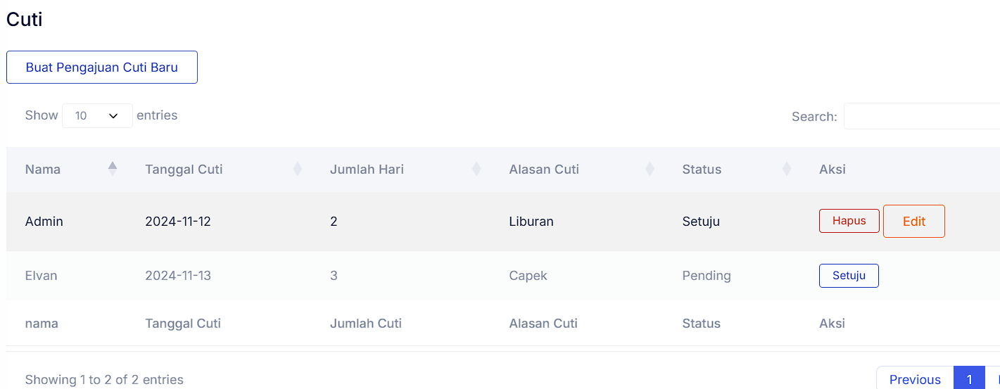 Cuti
Buat Pengajuan Cuti Baru
Show 10 entries Search:
Nama Tanggal Cuti Jumlah Hari Alasan Cuti Status Aksi
Admin 2024-11-12 2 Liburan Setuju Hapus Edit
Elvan 2024-11-13 3 Capek Pending Setuju
nama Tanggal Cuti Jumlah Cuti Alasan Cuti Status Aksi
Showing 1 to 2 of 2 entries Previous 1